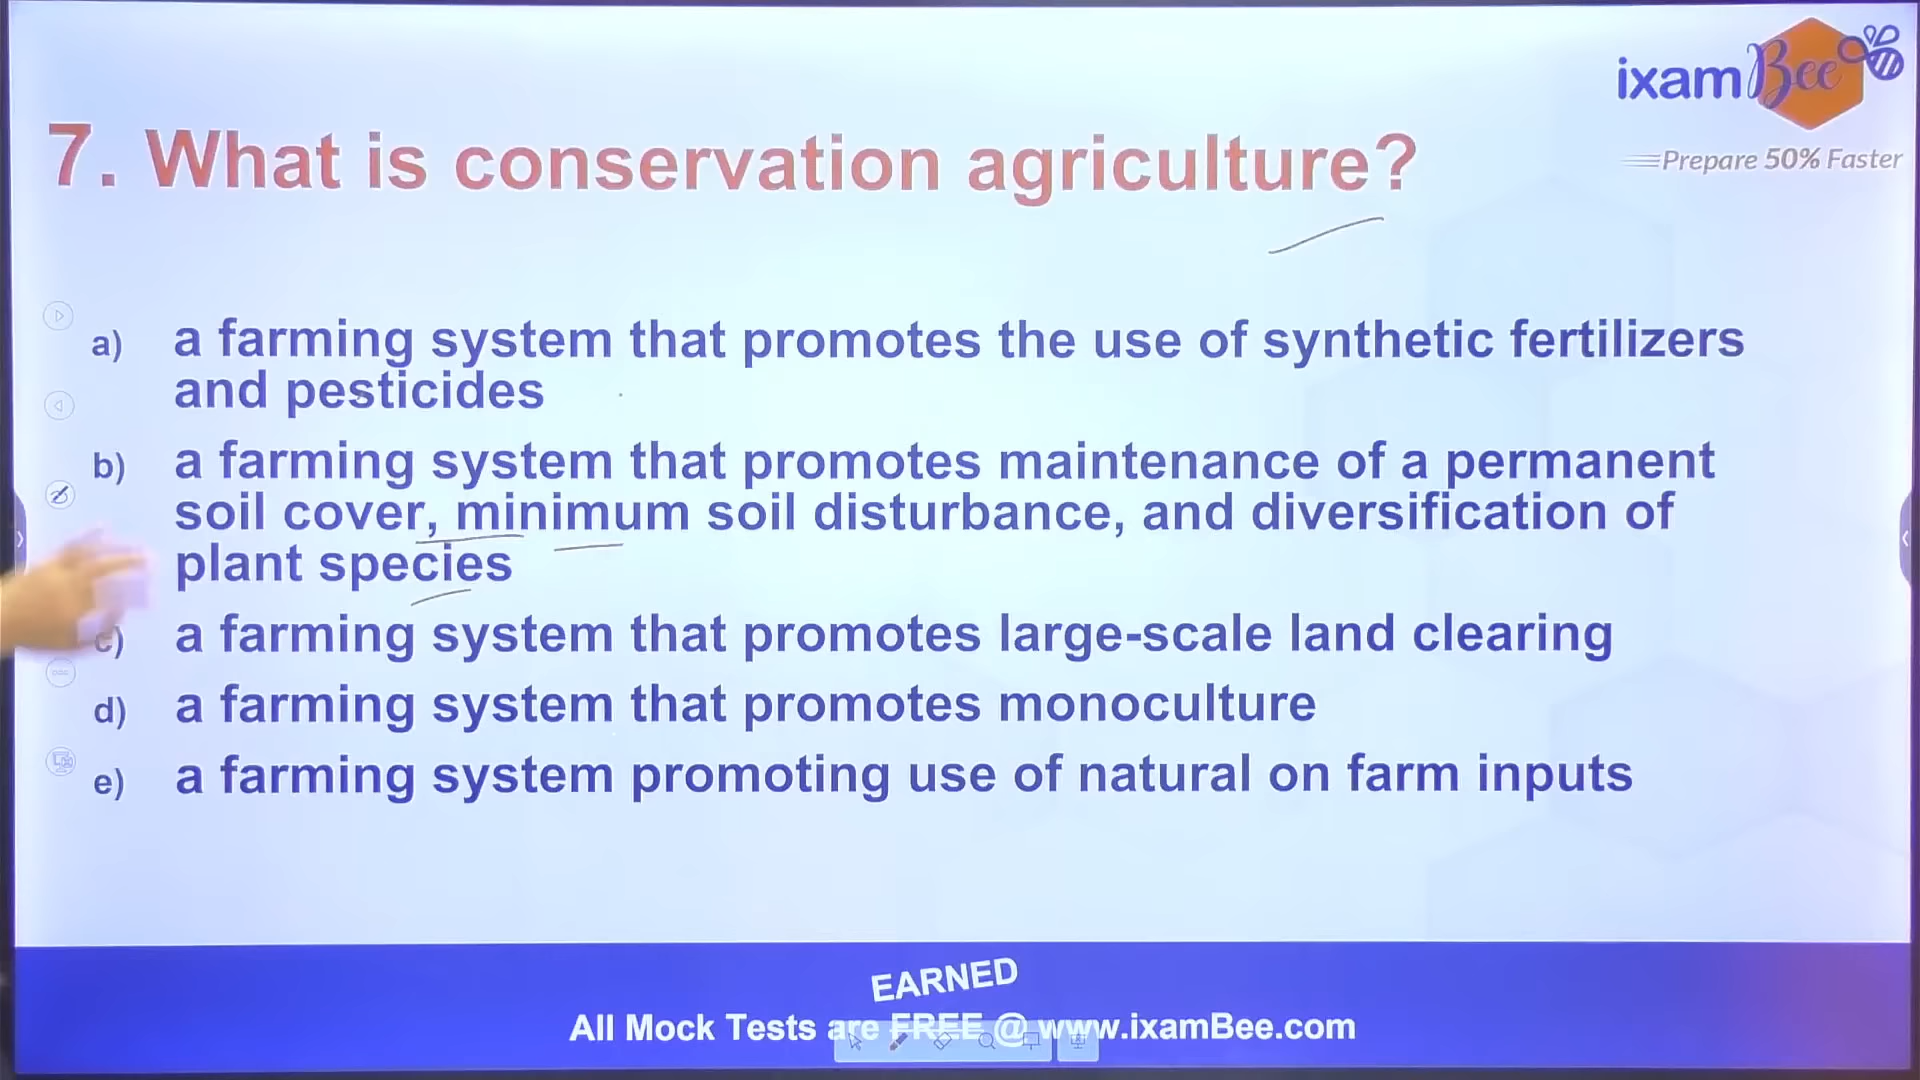 ixamBee
Prepare 50% Faster
7. What is conservation agriculture?
a) a farming system that promotes the use of synthetic fertilizers
and pesticides
b) a farming system that promotes maintenance of a permanent
soil cover, minimum soil disturbance, and diversification of
plant species
c) a farming system that promotes large-scale land clearing
d) a farming system that promotes monoculture
e) a farming system promoting use of natural on farm inputs
EARNED
All Mock Tests are FREE @ www.ixamBee.com